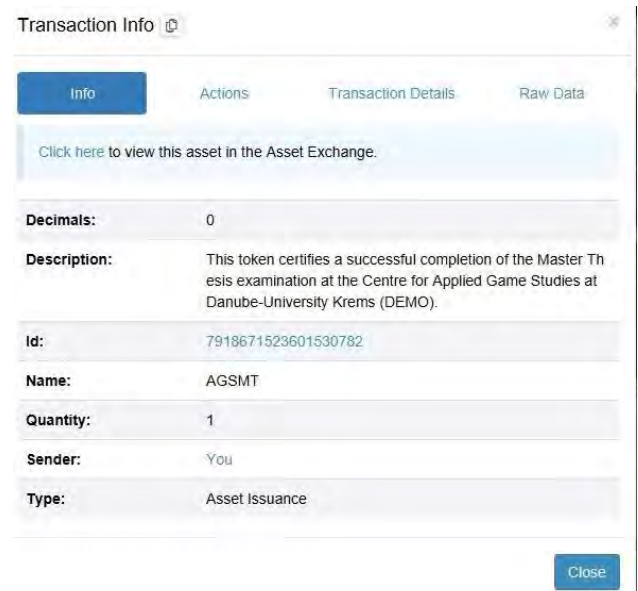 Transaction Info
×
Info Actions Transaction Details Raw Data
Click here to view this asset in the Asset Exchange.
Decimals: 0
Description: This token certifies a successful completion of the Master Th
esis examination at the Centre for Applied Game Studies at
Danube-University Krems (DEMO).
Id: 7918671523601530782
Name: AGSMT
Quantity: 1
Sender: You
Type: Asset Issuance
Close